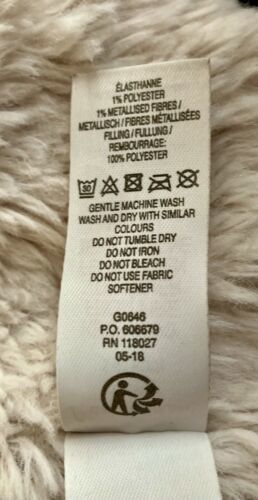 ÉLASTHANNE
1% POLYESTER
1% METALLISED FIBRES /
METALLISCH / FIBRES MÉTALLISÉES
FILLING / FULLUNG /
REMBOURRAGE:
100% POLYESTER
30
GENTLE MACHINE WASH
WASH AND DRY WITH SIMILAR
COLOURS
DO NOT TUMBLE DRY
DO NOT IRON
DO NOT BLEACH
DO NOT USE FABRIC
SOFTENER
G0646
P.O. 606679
RN 118027
05-18